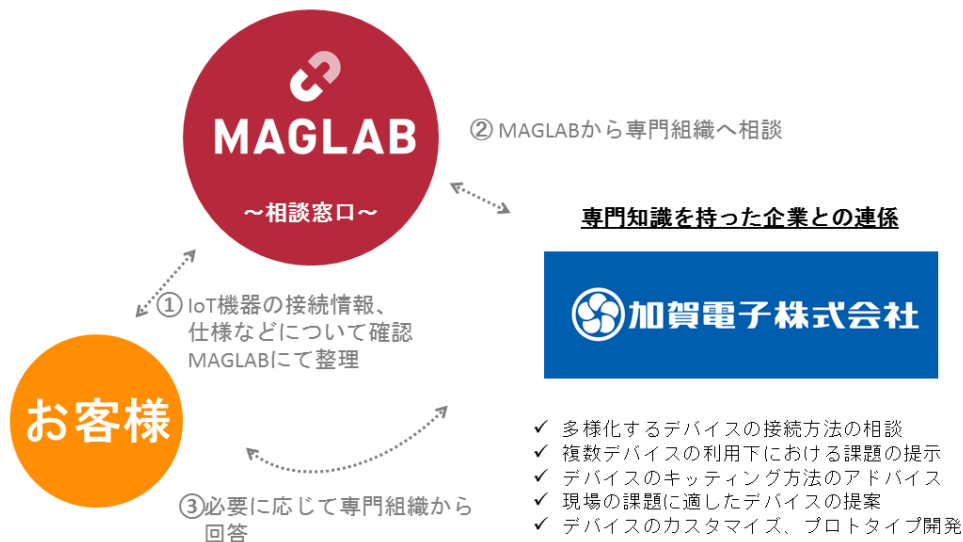 MAGLAB
～相談窓口～
② MAGLABから専門組織へ相談
専門知識を持った企業との連係
加賀電子株式会社
① IoT機器の接続情報、
仕様などについて確認
MAGLABにて整理
お客様
③必要に応じて専門組織から
回答
✓ 多様化するデバイスの接続方法の相談
✓ 複数デバイスの利用下における課題の提示
✓ デバイスのキッティング方法のアドバイス
✓ 現場の課題に適したデバイスの提案
✓ デバイスのカスタマイズ、プロトタイプ開発